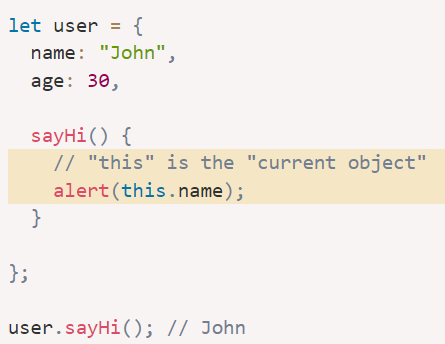 let user = {
  name: "John",
  age: 30,

  sayHi() {
    // "this" is the "current object"
    alert(this.name);
  }

};

user.sayHi(); // John